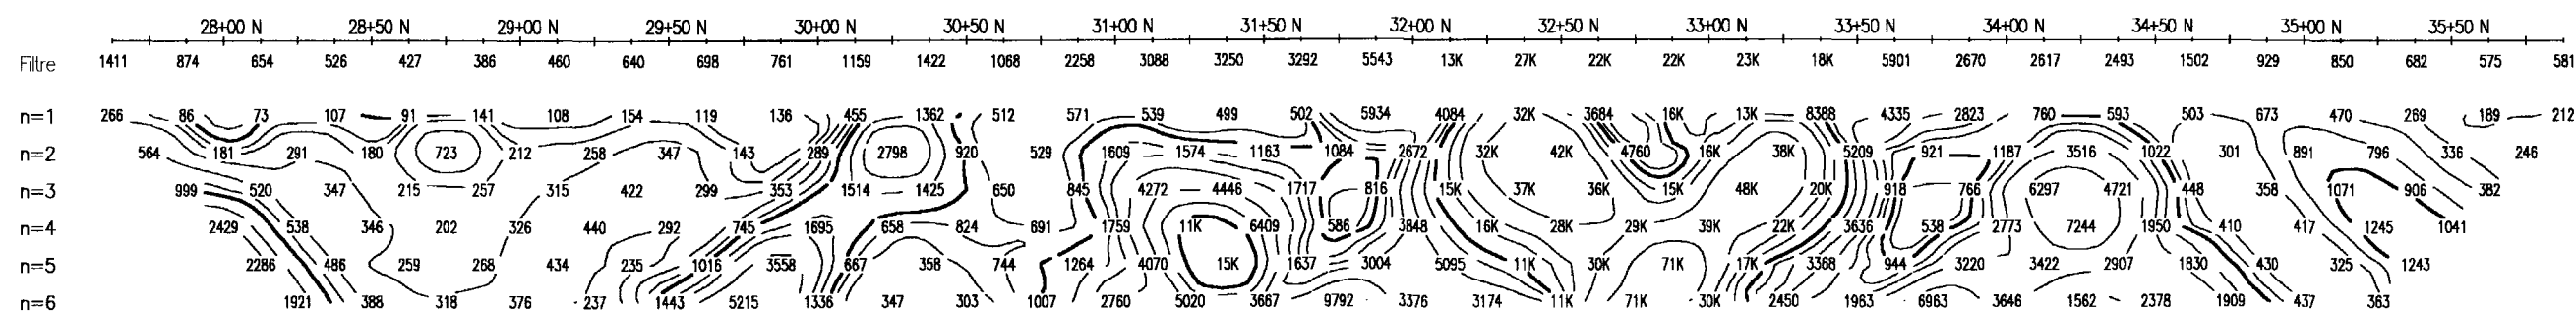 28+00 N 28+50 N 29+00 N 29+50 N 30+00 N 30+50 N 31+00 N 31+50 N 32+00 N 32+50 N 33+00 N 33+50 N 34+00 N 34+50 N 35+00 N 35+50 N
Filtre 1411 874 654 526 427 386 460 640 698 761 1159 1422 1068 2258 3088 3250 3292 5543 13K 27K 22K 22K 23K 18K 5901 2670 2617 2493 1502 929 850 682 575 581
n=1 266 86 73 107 91 141 108 154 119 136 455 1362 512 571 539 499 502 5934 4084 32K 3684 16K 13K 8388 4335 2823 760 593 503 673 470 269 189 212
n=2 564 181 291 180 723 212 258 347 143 289 2798 920 529 1609 1574 1163 1084 2672 32K 42K 4760 16K 38K 5209 921 1187 3516 1022 301 891 796 336 246
n=3 999 520 347 215 257 315 422 299 353 1514 1425 650 845 4272 4446 1717 816 15K 37K 36K 15K 48K 20K 918 766 6297 4721 448 358 1071 906 382
n=4 2429 538 346 202 326 440 292 745 1695 658 824 691 1759 11K 6409 586 3848 16K 28K 29K 39K 22K 3636 538 2773 7244 1950 410 417 1245 1041
n=5 2286 486 259 268 434 235 1016 3558 667 358 744 1264 4070 15K 1637 3004 5095 11K 30K 71K 17K 3368 944 3220 3422 2907 1830 430 325 1243
n=6 1921 388 318 376 237 1443 5215 1336 347 303 1007 2760 5020 3667 9792 3376 3174 11K 71K 30K 2450 1963 6963 3646 1562 2378 1909 437 363